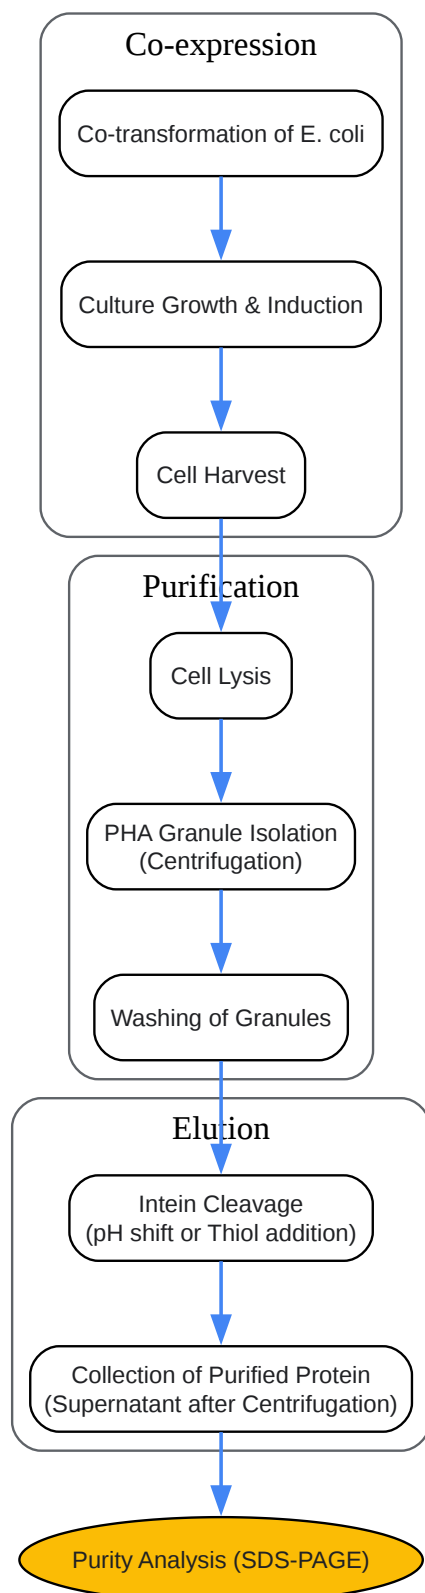 Co-expression
Co-transformation of E. coli
Culture Growth & Induction
Cell Harvest
Purification
Cell Lysis
PHA Granule Isolation
(Centrifugation)
Washing of Granules
Elution
Intein Cleavage
(pH shift or Thiol addition)
Collection of Purified Protein
(Supernatant after Centrifugation)
Purity Analysis (SDS-PAGE)